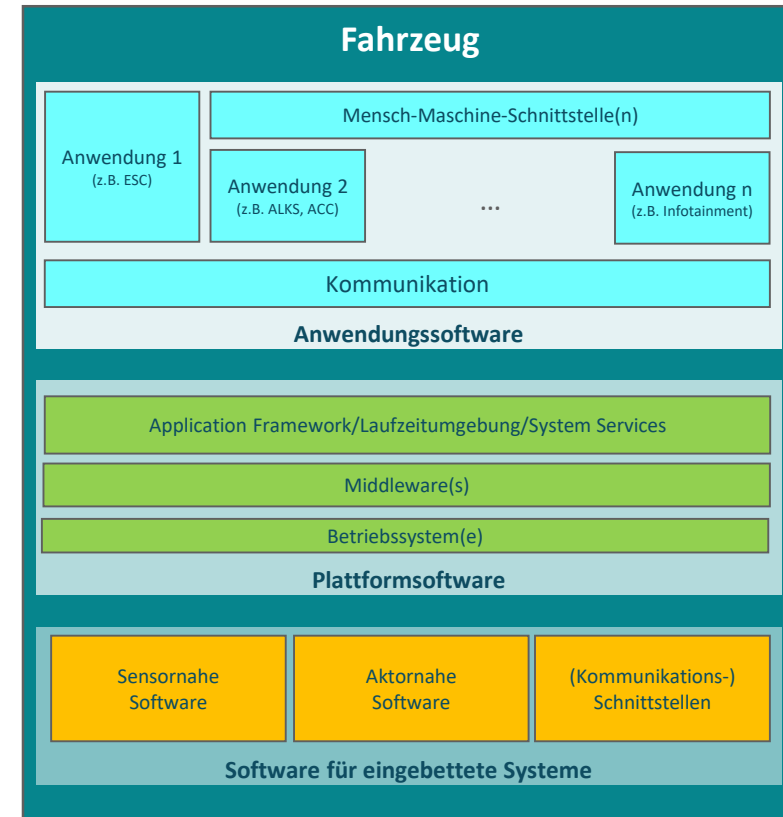 Fahrzeug
Anwendung 1
(z.B. ESC)
Mensch-Maschine-Schnittstelle(n)
Anwendung 2
(z.B. ALKS, ACC)
...
Anwendung n
(z.B. Infotainment)
Kommunikation
Anwendungssoftware
Application Framework/Laufzeitumgebung/System Services
Middleware(s)
Betriebssystem(e)
Plattformsoftware
Sensornahe
Software
Aktornahe
Software
(Kommunikations-)
Schnittstellen
Software für eingebettete Systeme